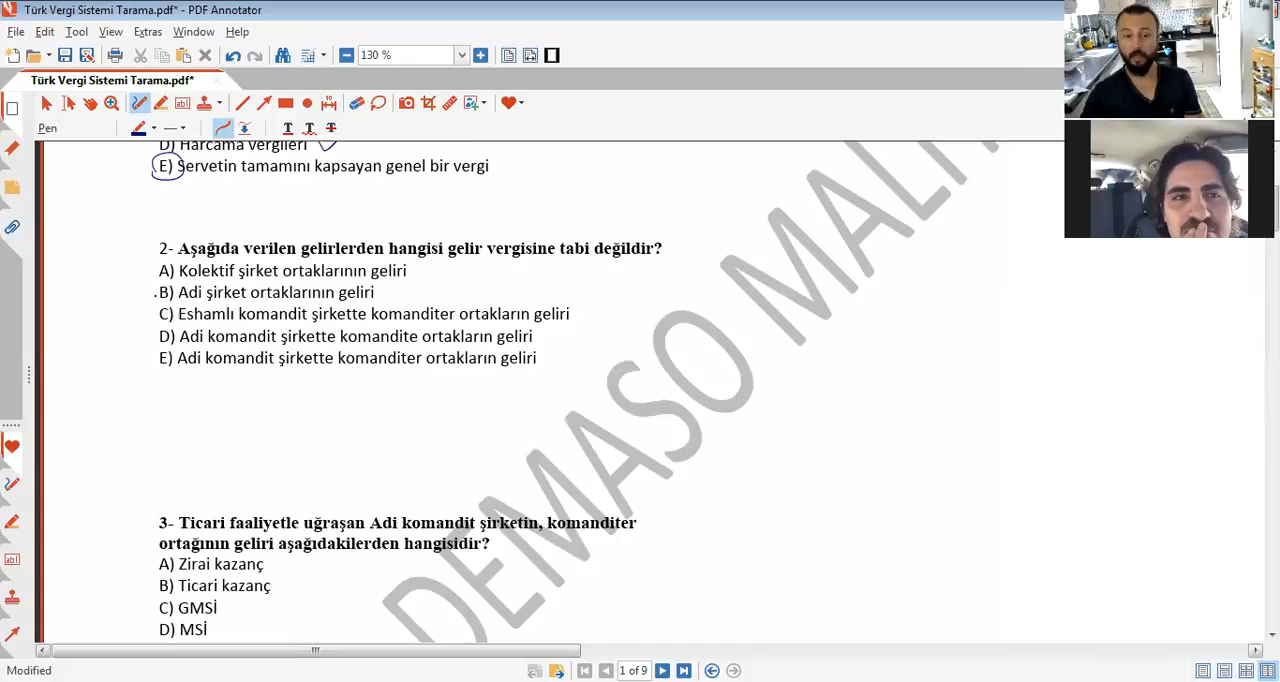 Türk Vergi Sistemi Tarama.pdf* - PDF Annotator
File Edit Tool View Extras Window Help
130 %
Türk Vergi Sistemi Tarama.pdf*
Pen
D) Harcama vergileri
E) Servetin tamamını kapsayan genel bir vergi
2- Aşağıda verilen gelirlerden hangisi gelir vergisine tabi değildir?
A) Kolektif şirket ortaklarının geliri
B) Adi şirket ortaklarının geliri
C) Eshamlı komandit şirkette komanditer ortakların geliri
D) Adi komandit şirkette komandite ortakların geliri
E) Adi komandit şirkette komanditer ortakların geliri
3- Ticari faaliyetle uğraşan Adi komandit şirketin, komanditer
ortağının geliri aşağıdakilerden hangisidir?
A) Zirai kazanç
B) Ticari kazanç
C) GMSİ
D) MSİ
DEMASO MALİ
Modified
1 of 9